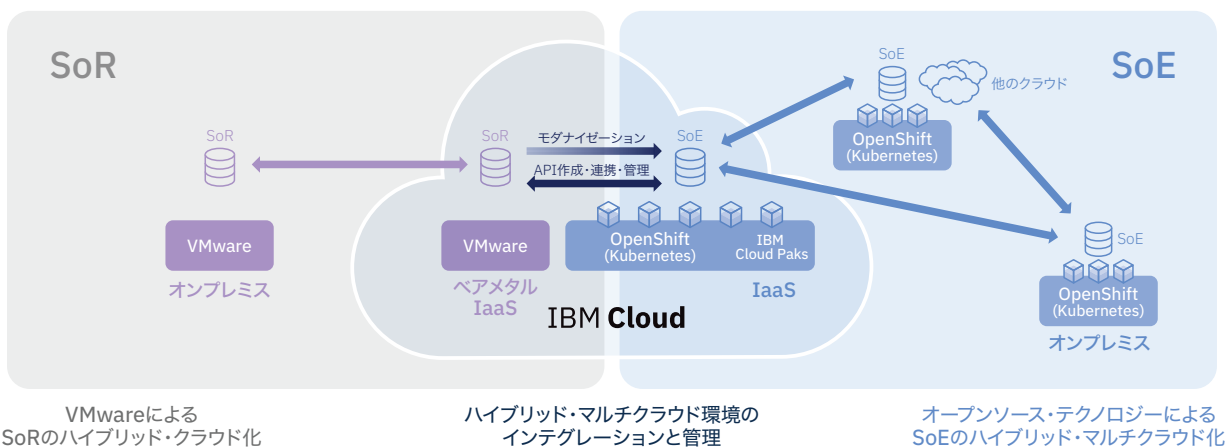 SoR
SoE
SoR
SoR
モダナイゼーション
API作成・連携・管理
SoE
SoE
他のクラウド
OpenShift
(Kubernetes)
VMware
オンプレミス
VMware
ベアメタル
IaaS
OpenShift
(Kubernetes)
IBM
Cloud Paks
IaaS
IBM Cloud
SoE
OpenShift
(Kubernetes)
オンプレミス
VMwareによる
SoRのハイブリッド・クラウド化
ハイブリッド・マルチクラウド環境の
インテグレーションと管理
オープンソース・テクノロジーによる
SoEのハイブリッド・マルチクラウド化